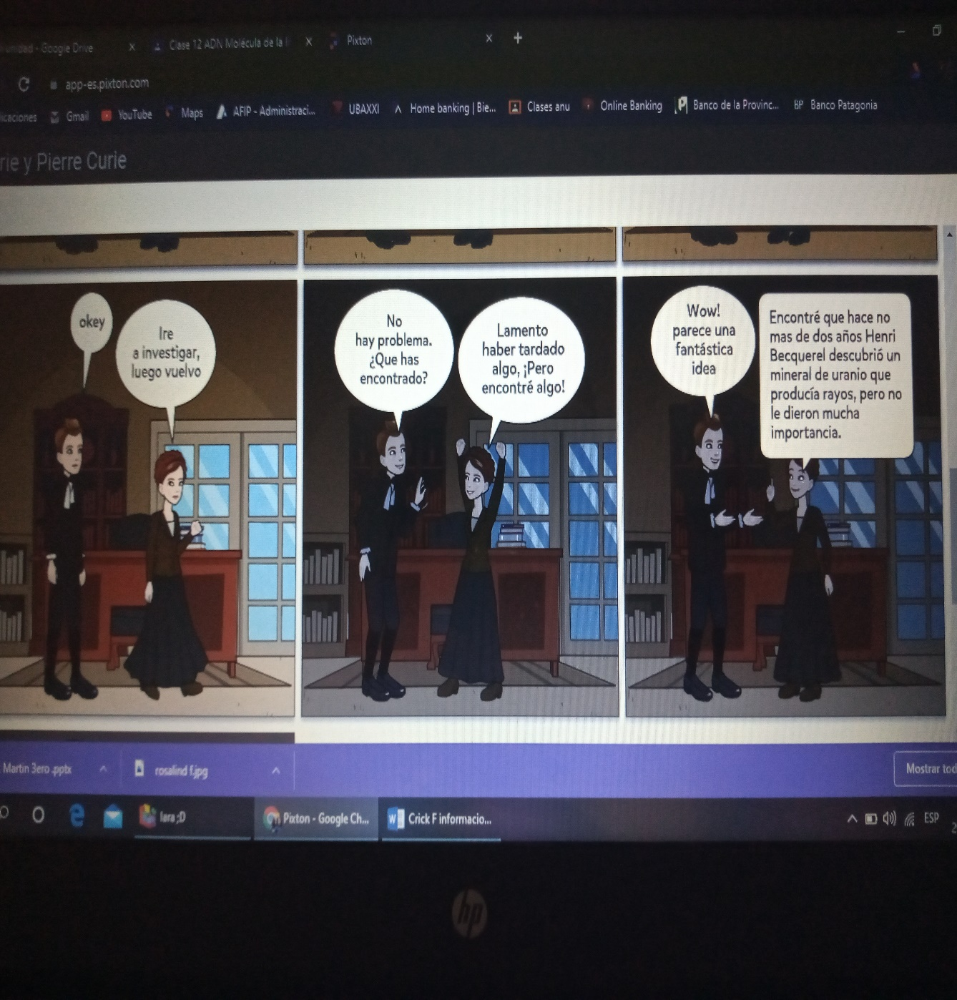 unidad - Google Drive
Clase 12 ADN Molécula de la
Pixton
app-es.pixton.com
licaciones
Gmail
YouTube
Maps
AFIP - Administraci...
UBAXXI
Home banking | Bie...
Clases anu
Online Banking
Banco de la Provinc...
BP Banco Patagonia
rie y Pierre Curie
okey
Ire
a investigar,
luego vuelvo
No
hay problema.
¿Que has
encontrado?
Lamento
haber tardado
algo, ¡Pero
encontré algo!
Wow!
parece una
fantástica
idea
Encontré que hace no
mas de dos años Henri
Becquerel descubrió un
mineral de uranio que
producía rayos, pero no
le dieron mucha
importancia.
Martin 3ero .pptx
rosalind f.jpg
Mostrar tod
lara ;D
Pixton - Google Ch...
Crick F informacio...
ESP
hp